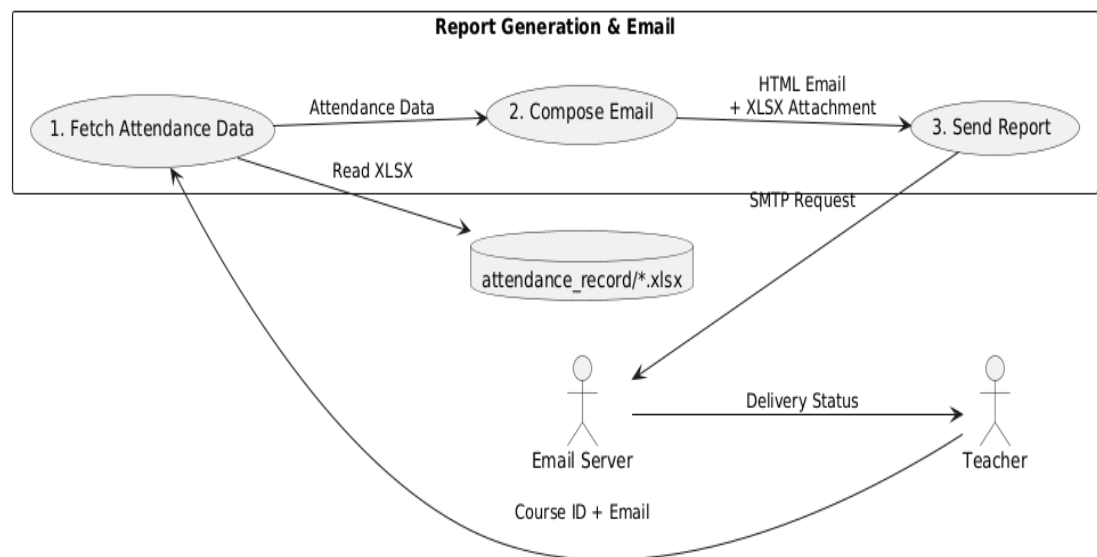 Report Generation & Email
1. Fetch Attendance Data
Attendance Data
2. Compose Email
HTML Email
+ XLSX Attachment
3. Send Report
Read XLSX
SMTP Request
attendance_record/*.xlsx
Delivery Status
Email Server
Teacher
Course ID + Email